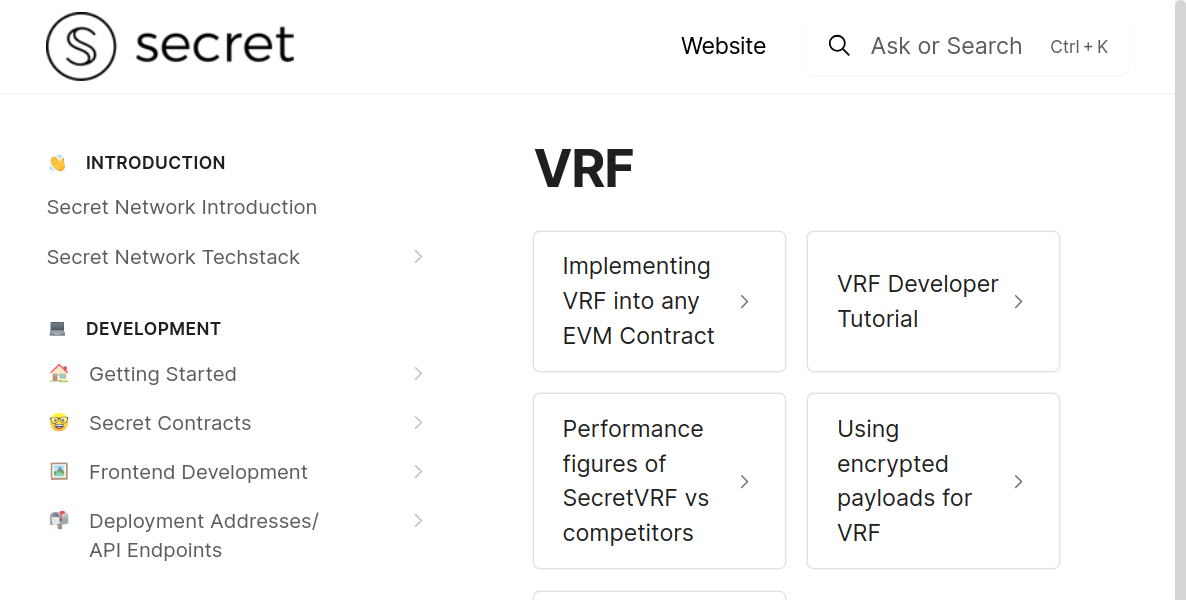 secret
Website
Ask or Search
Ctrl + K
INTRODUCTION
Secret Network Introduction
Secret Network Techstack
DEVELOPMENT
Getting Started
Secret Contracts
Frontend Development
Deployment Addresses/
API Endpoints
VRF
Implementing
VRF into any
EVM Contract
VRF Developer
Tutorial
Performance
figures of
SecretVRF vs
competitors
Using
encrypted
payloads for
VRF